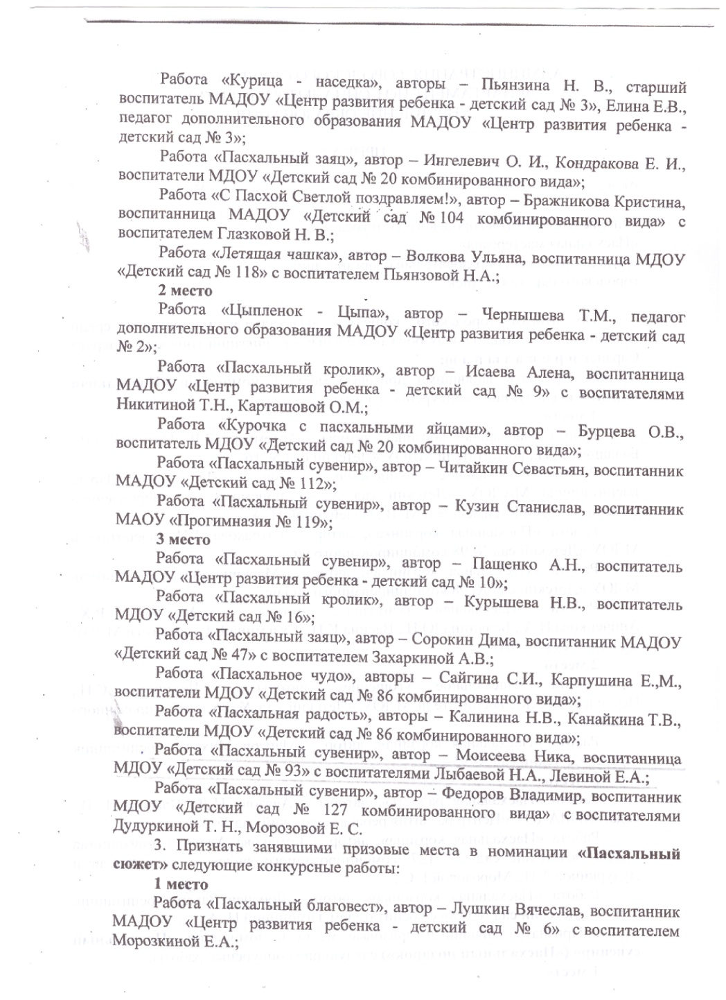 Работа «Курица - наседка», авторы – Пьянзина Н. В., старший
воспитатель МАДОУ «Центр развития ребенка - детский сад № 3», Елина Е.В.,
педагог дополнительного образования МАДОУ «Центр развития ребенка -
детский сад № 3»;
Работа «Пасхальный заяц», автор – Ингелевич О. И., Кондракова Е. И.,
воспитатели МДОУ «Детский сад № 20 комбинированного вида»;
Работа «С Пасхой Светлой поздравляем!», автор – Бражникова Кристина,
воспитанница МАДОУ «Детский сад № 104 комбинированного вида» с
воспитателем Глазковой Н. В.;
Работа «Летящая чашка», автор – Волкова Ульяна, воспитанница МДОУ
«Детский сад № 118» с воспитателем Пьянзовой Н.А.;
2 место
Работа «Цыпленок - Цыпа», автор – Чернышева Т.М., педагог
дополнительного образования МАДОУ «Центр развития ребенка - детский сад
№ 2»;
Работа «Пасхальный кролик», автор – Исаева Алена, воспитанница
МАДОУ «Центр развития ребенка - детский сад № 9» с воспитателями
Никитиной Т.Н., Карташовой О.М.;
Работа «Курочка с пасхальными яйцами», автор – Бурцева О.В.,
воспитатель МДОУ «Детский сад № 20 комбинированного вида»;
Работа «Пасхальный сувенир», автор – Читайкин Севастьян, воспитанник
МАДОУ «Детский сад № 112»;
Работа «Пасхальный сувенир», автор – Кузин Станислав, воспитанник
МАОУ «Прогимназия № 119»;
3 место
Работа «Пасхальный сувенир», автор – Пащенко А.Н., воспитатель
МАДОУ «Центр развития ребенка - детский сад № 10»;
Работа «Пасхальный кролик», автор – Курышева Н.В., воспитатель
МДОУ «Детский сад № 16»;
Работа «Пасхальный заяц», автор – Сорокин Дима, воспитанник МАДОУ
«Детский сад № 47» с воспитателем Захаркиной А.В.;
Работа «Пасхальное чудо», авторы – Сайгина С.И., Карпушина Е.,М.,
воспитатели МДОУ «Детский сад № 86 комбинированного вида»;
Работа «Пасхальная радость», авторы – Калинина Н.В., Канайкина Т.В.,
воспитатели МДОУ «Детский сад № 86 комбинированного вида»;
Работа «Пасхальный сувенир», автор – Моисеева Ника, воспитанница
МДОУ «Детский сад № 93» с воспитателями Лыбаевой Н.А., Левиной Е.А.;
Работа «Пасхальный сувенир», автор – Федоров Владимир, воспитанник
МДОУ «Детский сад № 127 комбинированного вида» с воспитателями
Дудуркиной Т. Н., Морозовой Е. С.
3. Признать занявшими призовые места в номинации «Пасхальный
сюжет» следующие конкурсные работы:
1 место
Работа «Пасхальный благовест», автор – Лушкин Вячеслав, воспитанник
МАДОУ «Центр развития ребенка - детский сад № 6» с воспитателем
Морозкиной Е.А.;